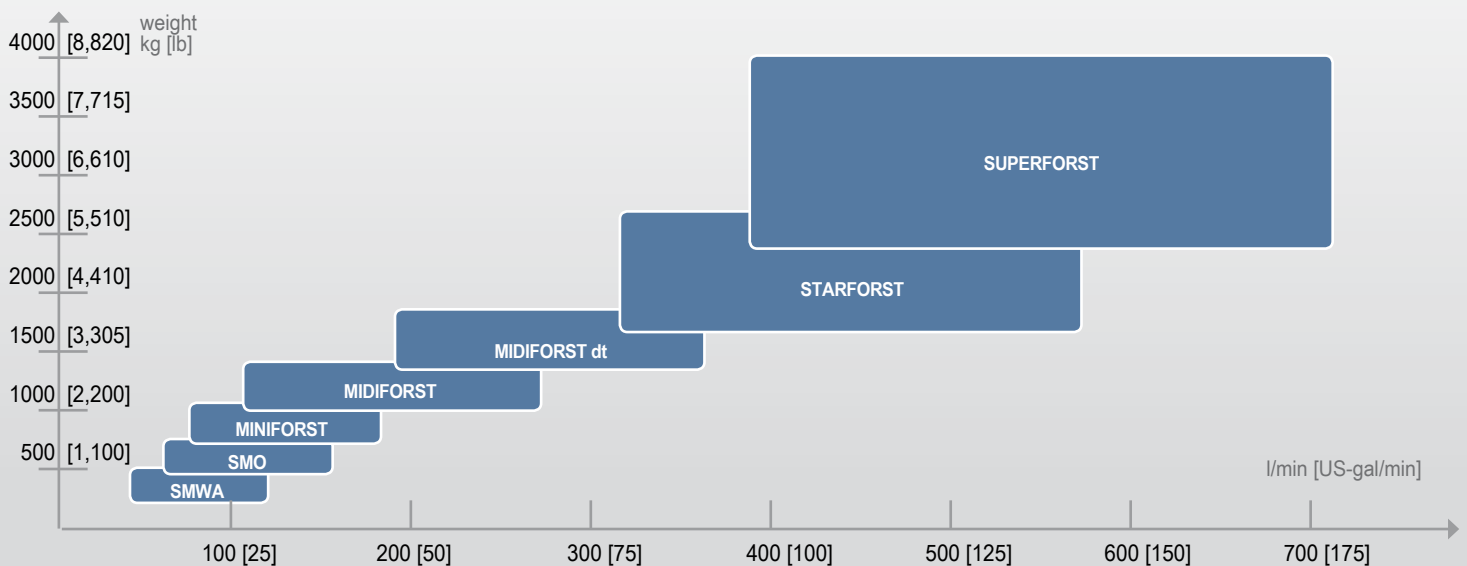 weight
4000 [8,820] kg [lb]
3500 [7,715]
3000 [6,610]
SUPERFORST
2500 [5,510]
2000 [4,410]
STARFORST
1500 [3,305]
MIDIFORST dt
1000 [2,200]
MIDIFORST
MINIFORST
500 [1,100]
SMO
l/min [US-gal/min]
SMWA
100 [25] 200 [50] 300 [75] 400 [100] 500 [125] 600 [150] 700 [175]